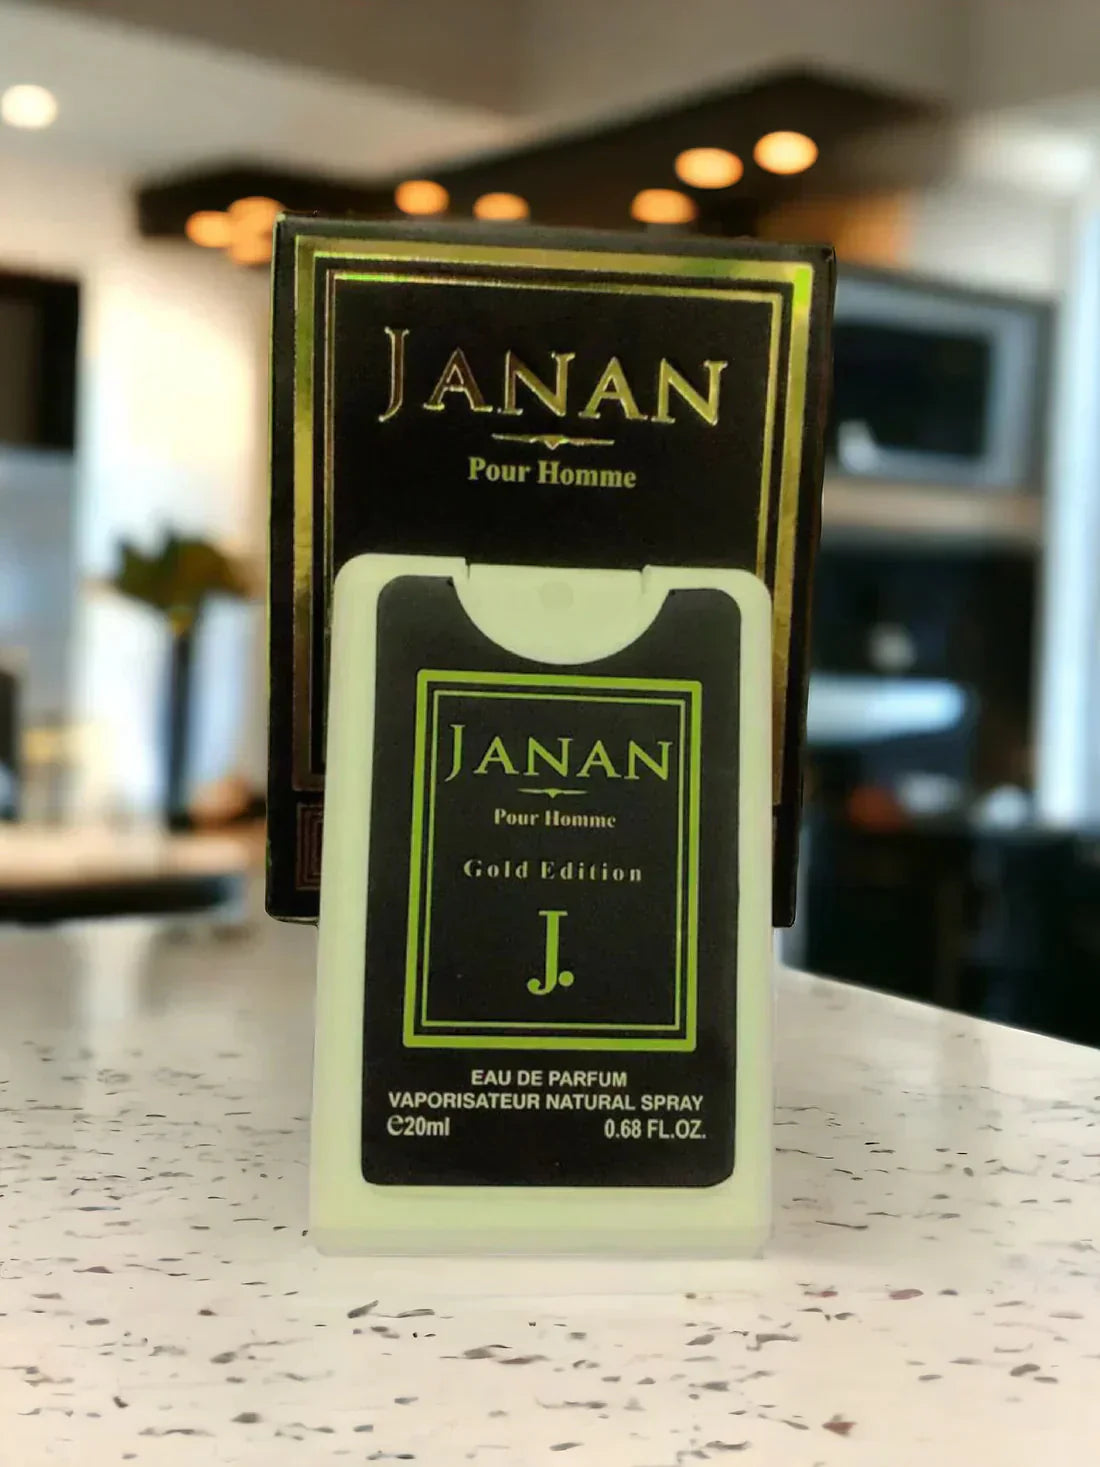 JANAN
Pour Homme
JANAN
Pour Homme
Gold Edition
J.
EAU DE PARFUM
VAPORISATEUR NATURAL SPRAY
℮20ml 0.68 FL.OZ.